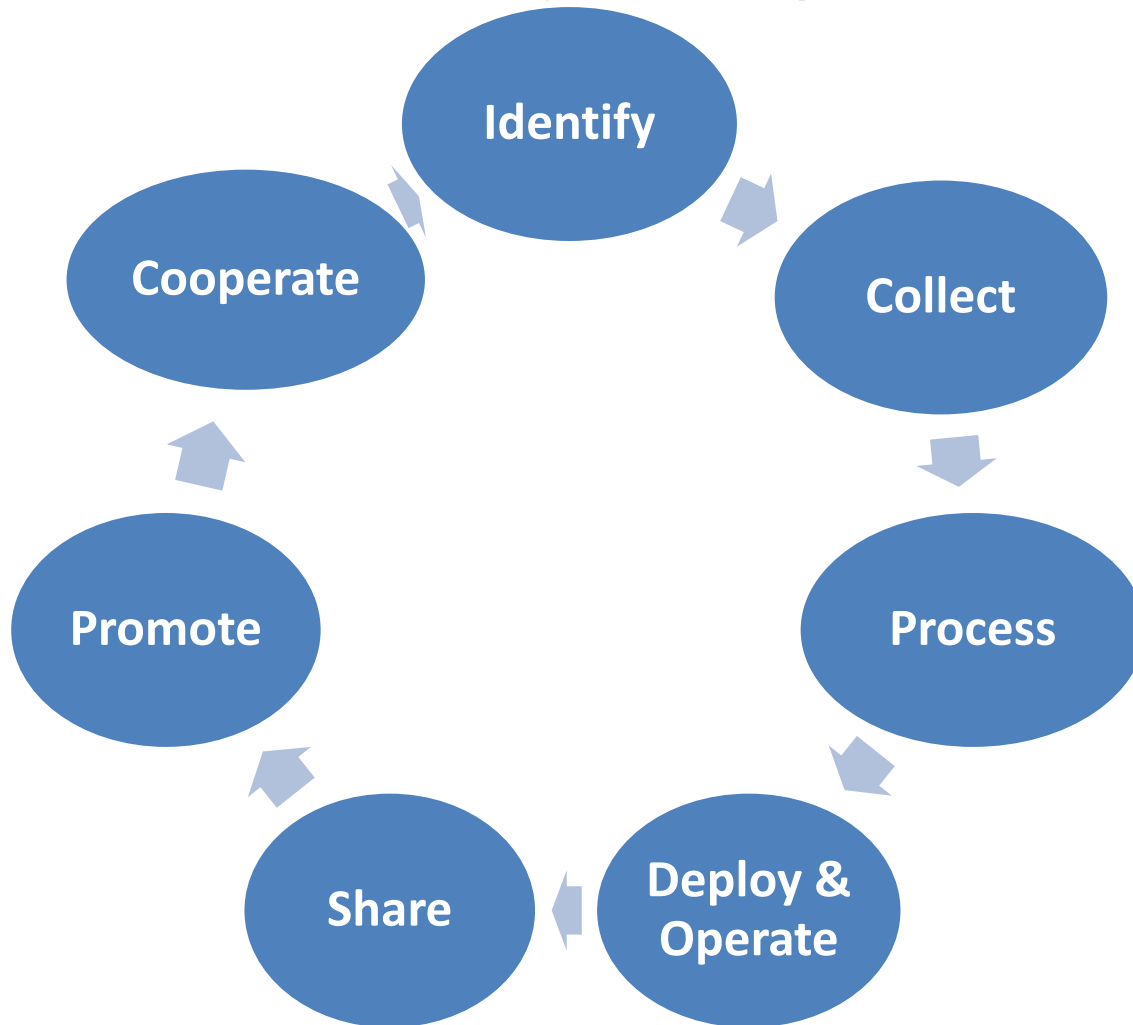 Identify
Collect
Process
Deploy &
Operate
Share
Promote
Cooperate